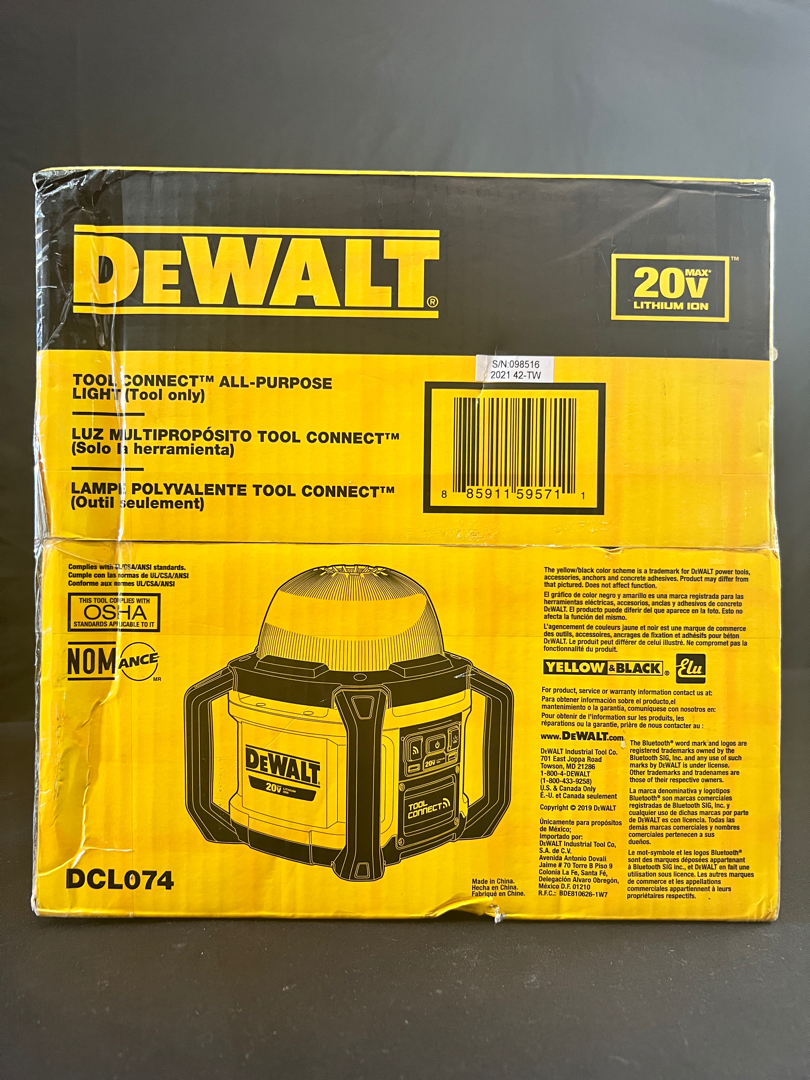 DEWALT®
20V MAX* ™
LITHIUM ION
S/N:098516
2021 42-TW
TOOL CONNECT™ ALL-PURPOSE
LIGHT (Tool only)
LUZ MULTIPROPÓSITO TOOL CONNECT™
(Solo la herramienta)
LAMPE POLYVALENTE TOOL CONNECT™
(Outil seulement)
8 85911 59571 1
Complies with UL/CSA/ANSI standards.
Cumple con las normas de UL/CSA/ANSI
Conforme aux normes UL/CSA/ANSI
THIS TOOL COMPLIES WITH
OSHA
STANDARDS APPLICABLE TO IT
NOM ANCE
MR
DEWALT
20V
TOOL
CONNECT
DCL074
Made in China.
Hecha en China.
Fabriqué en Chine.
The yellow/black color scheme is a trademark for DEWALT power tools,
accessories, anchors and concrete adhesives. Product may differ from
that pictured. Does not affect function.
El gráfico de color negro y amarillo es una marca registrada para las
herramientas eléctricas, accesorios, anclas y adhesivos de concreto
DEWALT. El producto puede diferir del que aparece en la foto. Esto no
afecta la función del mismo.
L'agencement de couleurs jaune et noir est une marque de commerce
des outils, accessoires, ancrages de fixation et adhésifs pour béton
DEWALT. Le produit peut différer de celui illustré. Ne compromet pas la
fonctionnalité du produit.
YELLOW & BLACK® Elu
For product, service or warranty information contact us at:
Para obtener información sobre el producto,el
mantenimiento o la garantía, comuníquese con nosotros en:
Pour obtenir de l'information sur les produits, les
réparations ou la garantie, prière de nous contacter au :
www.DEWALT.com
DEWALT Industrial Tool Co.
701 East Joppa Road
Towson, MD 21286
1-800-4-DEWALT
(1-800-433-9258)
U.S. & Canada Only
É.-U. et Canada seulement
Copyright © 2019 DEWALT
Únicamente para propósitos
de México;
Importado por:
DEWALT Industrial Tool Co,
S.A. de C.V.
Avenida Antonio Dovali
Jaime # 70 Torre B Piso 9
Colonia La Fe, Santa Fé,
Delegación Álvaro Obregón,
México D.F. 01210
R.F.C.: BDE810626-1W7
The Bluetooth® word mark and logos are
registered trademarks owned by the
Bluetooth SIG, Inc. and any use of such
marks by DEWALT is under license.
Other trademarks and tradenames are
those of their respective owners.
La marca denominativa y logotipos
Bluetooth® son marcas comerciales
registradas de Bluetooth SIG, Inc. y
cualquier uso de dichas marcas por parte
de DEWALT es con licencia. Todas las
demás marcas comerciales y nombres
comerciales pertenecen a sus
dueños.
Le mot-symbole et les logos Bluetooth®
sont des marques déposées appartenant
à Bluetooth SIG inc., et DEWALT en fait une
utilisation sous licence. Les autres marques
de commerce et les appellations
commerciales appartiennent à leurs
propriétaires respectifs.